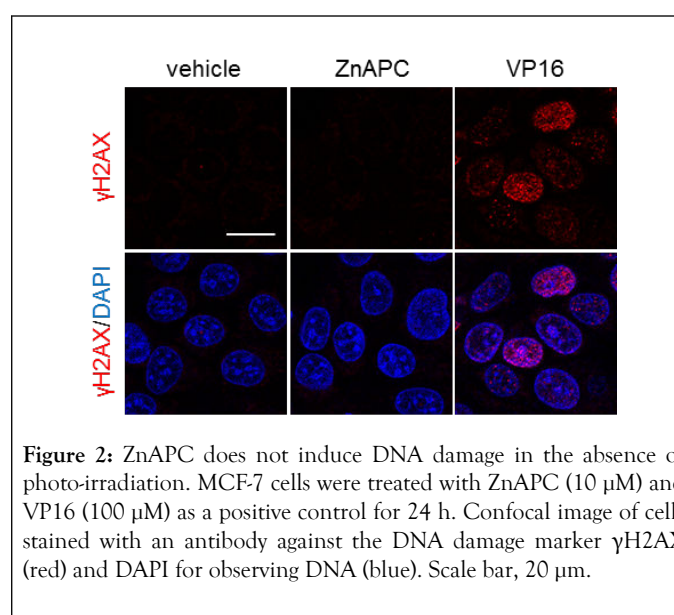 vehicle ZnAPC VP16
γH2AX
γH2AX/DAPI
Figure 2: ZnAPC does not induce DNA damage in the absence o
photo-irradiation. MCF-7 cells were treated with ZnAPC (10 μM) and
VP16 (100 μM) as a positive control for 24 h. Confocal image of cell
stained with an antibody against the DNA damage marker γH2AX
(red) and DAPI for observing DNA (blue). Scale bar, 20 μm.